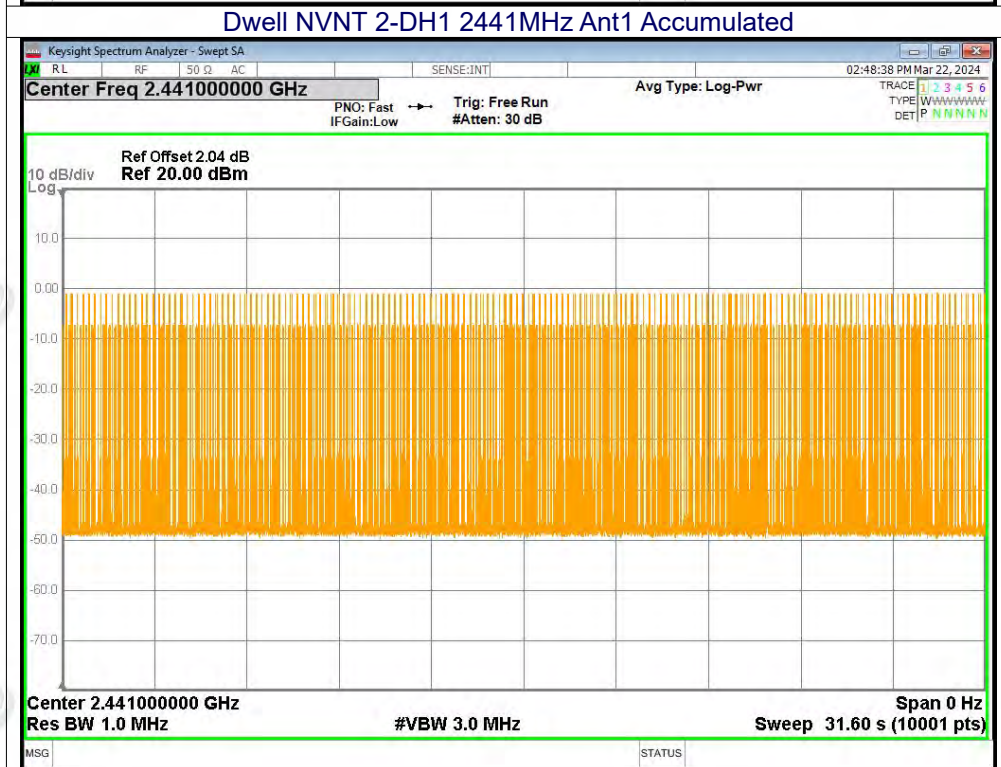 Dwell NVNT 2-DH1 2441MHz Ant1 Accumulated
Keysight Spectrum Analyzer - Swept SA
LXI RL RF 50 Ω AC SENSE:INT 02:48:38 PM Mar 22, 2024
Center Freq 2.441000000 GHz Avg Type: Log-Pwr TRACE 1 2 3 4 5 6
PNO: Fast Trig: Free Run TYPE WWWWWW
IFGain:Low #Atten: 30 dB DET P N N N N N
Ref Offset 2.04 dB
10 dB/div Ref 20.00 dBm
Log
10.0
0.00
-10.0
-20.0
-30.0
-40.0
-50.0
-60.0
-70.0
Center 2.441000000 GHz Span 0 Hz
Res BW 1.0 MHz #VBW 3.0 MHz Sweep 31.60 s (10001 pts)
MSG STATUS